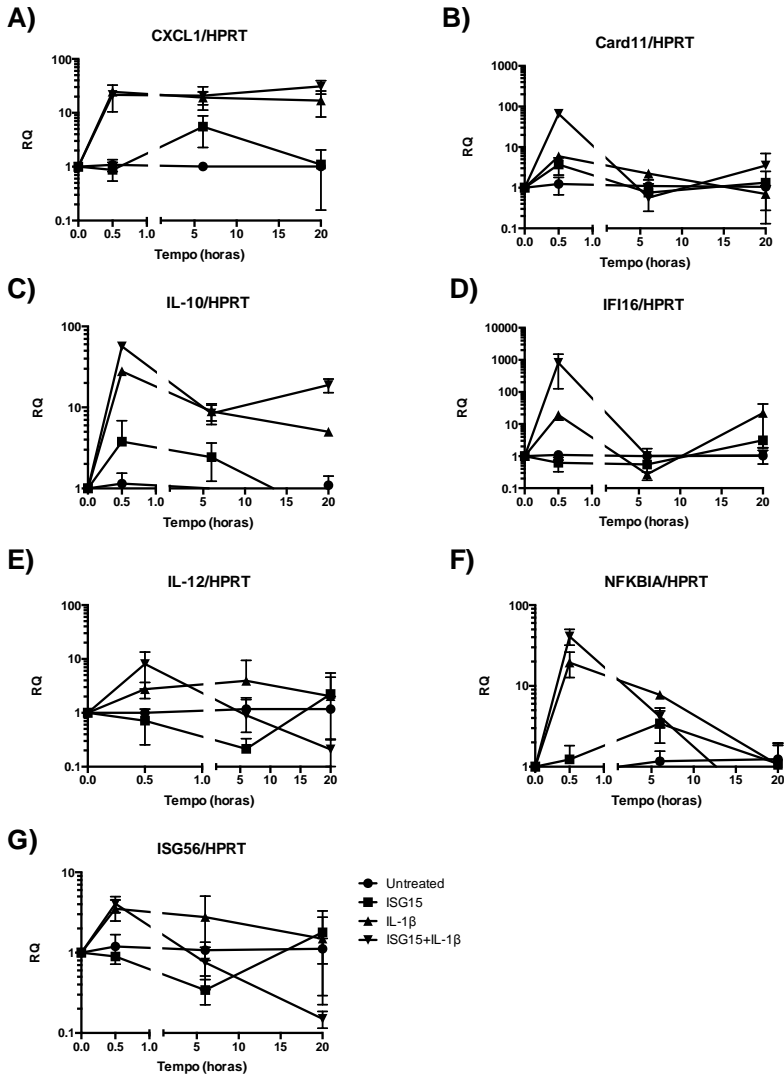 A)
CXCL1/HPRT
100
10
1
0.1
RQ
0.0 0.5 1.0 5 10 15 20
Tempo (horas)
B)
Card11/HPRT
1000
100
10
1
0.1
RQ
0.0 0.5 1.0 5 10 15 20
Tempo (horas)
C)
IL-10/HPRT
100
10
1
RQ
0.0 0.5 1.0 5 10 15 20
Tempo (horas)
D)
IFI16/HPRT
10000
1000
100
10
1
0.1
RQ
0.0 0.5 1.0 5 10 15 20
Tempo (horas)
E)
IL-12/HPRT
100
10
1
0.1
RQ
0.0 0.5 1.0 5 10 15 20
Tempo (horas)
F)
NFKBIA/HPRT
100
10
1
RQ
0.0 0.5 1.0 5 10 15 20
Tempo (horas)
G)
ISG56/HPRT
10
1
0.1
RQ
0.0 0.5 1.0 5 10 15 20
Tempo (horas)
Untreated
ISG15
IL-1β
ISG15+IL-1β